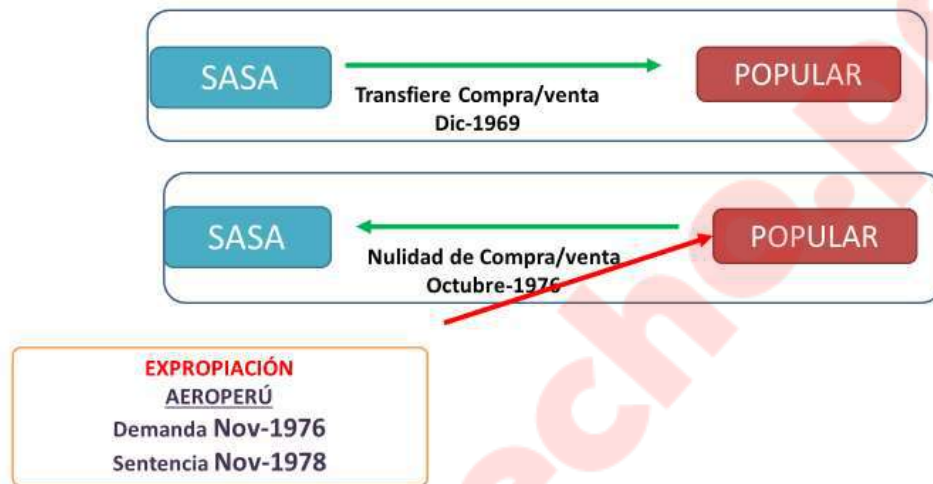 SASA
POPULAR
Transfiere Compra/venta
Dic-1969
SASA
POPULAR
Nulidad de Compra/venta
Octubre-1976
EXPROPIACIÓN
AEROPERÚ
Demanda Nov-1976
Sentencia Nov-1978